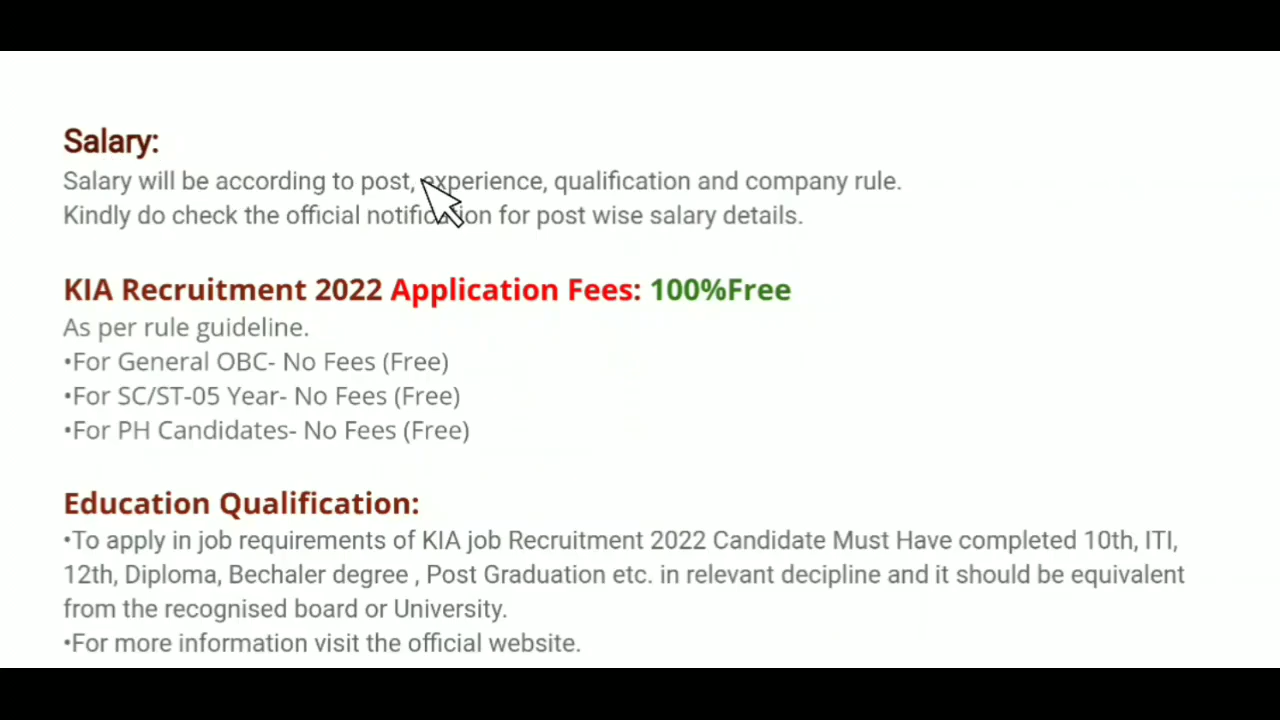 Salary:
Salary will be according to post, experience, qualification and company rule.
Kindly do check the official notification for post wise salary details.
KIA Recruitment 2022 Application Fees: 100%Free
As per rule guideline.
•For General OBC- No Fees (Free)
•For SC/ST-05 Year- No Fees (Free)
•For PH Candidates- No Fees (Free)
Education Qualification:
•To apply in job requirements of KIA job Recruitment 2022 Candidate Must Have completed 10th, ITI,
12th, Diploma, Bechaler degree , Post Graduation etc. in relevant decipline and it should be equivalent
from the recognised board or University.
•For more information visit the official website.